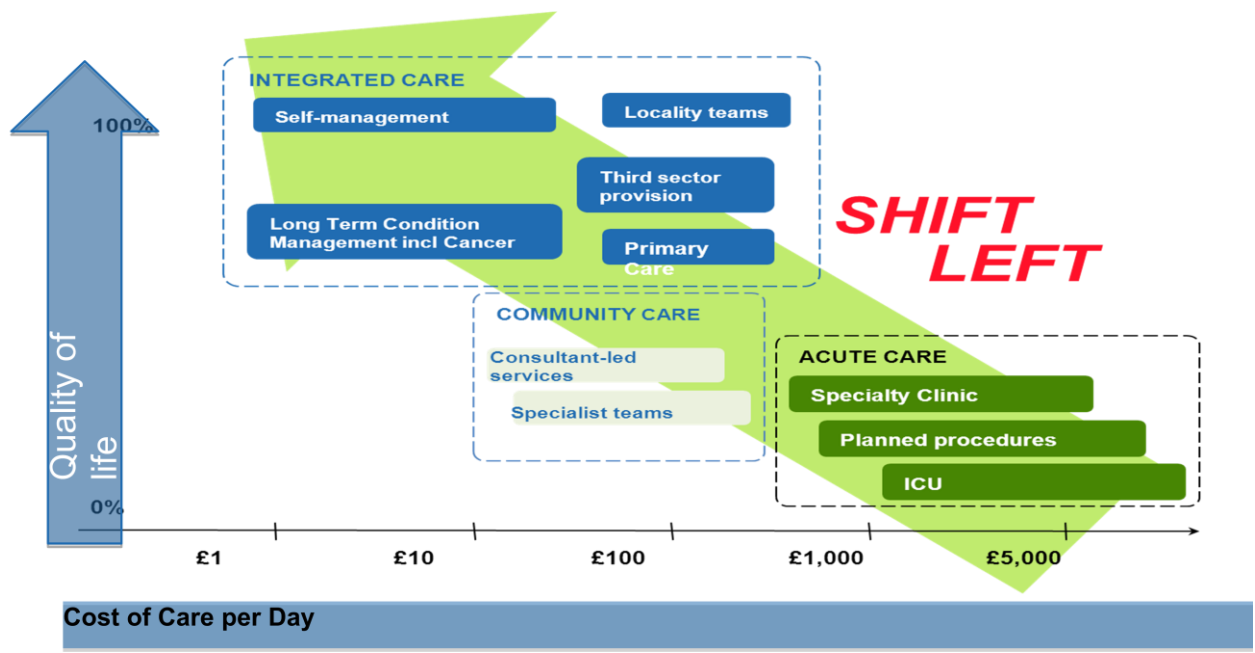 INTEGRATED CARE
Self-management
Locality teams
100%
Third sector
provision
Long Term Condition
Management incl Cancer
Primary
Care
SHIFT
LEFT
COMMUNITY CARE
Consultant-led
services
Specialist teams
ACUTE CARE
Specialty Clinic
Planned procedures
ICU
Quality of
life
0%
£1
£10
£100
£1,000
£5,000
Cost of Care per Day